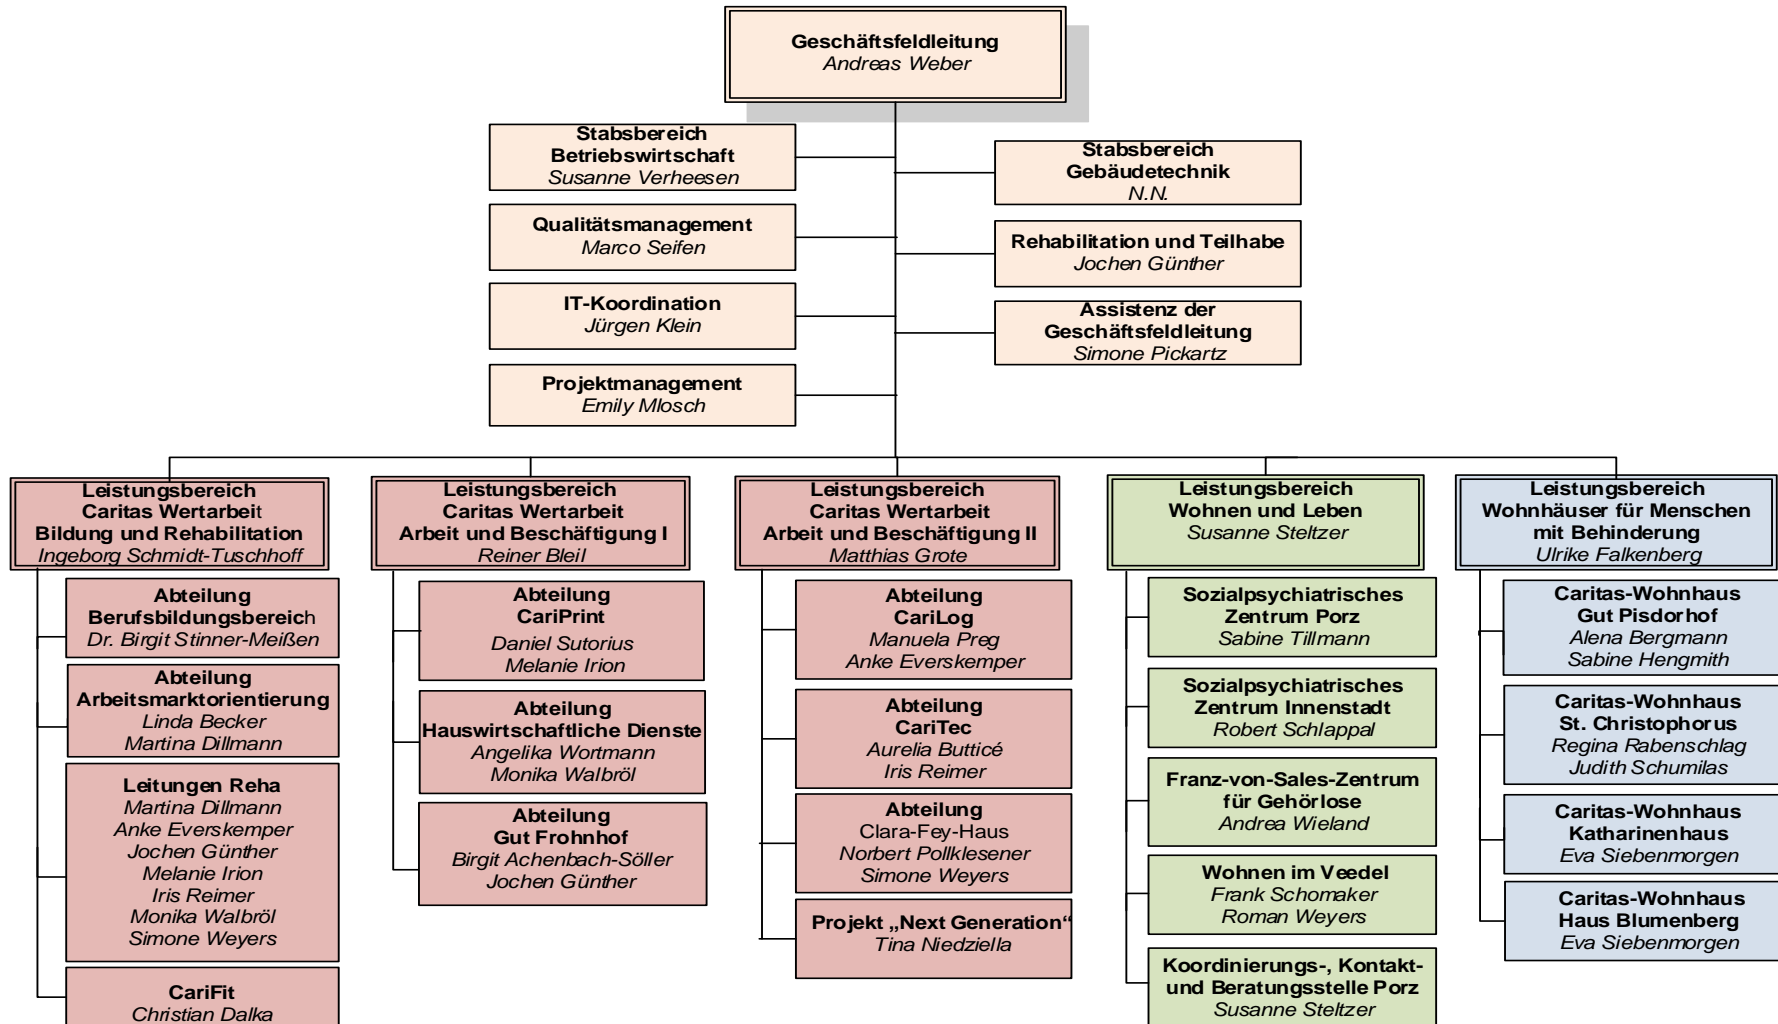 Geschäftsfeldleitung
Andreas Weber
Stabsbereich
Betriebswirtschaft
Susanne Verheesen
Stabsbereich
Gebäudetechnik
N.N.
Qualitätsmanagement
Marco Seifen
Rehabilitation und Teilhabe
Jochen Günther
IT-Koordination
Jürgen Klein
Assistenz der
Geschäftsfeldleitung
Simone Pickartz
Projektmanagement
Emily Mlosch
Leistungsbereich
Caritas Wertarbeit
Bildung und Rehabilitation
Ingeborg Schmidt-Tuschhoff
Abteilung
Berufsbildungsbereich
Dr. Birgit Stinner-Meißen
Abteilung
Arbeitsmarktorientierung
Linda Becker
Martina Dillmann
Leitungen Reha
Martina Dillmann
Anke Everskemper
Jochen Günther
Melanie Irion
Iris Reimer
Monika Walbröl
Simone Weyers
CariFit
Christian Dalka
Leistungsbereich
Caritas Wertarbeit
Arbeit und Beschäftigung I
Reiner Bleil
Abteilung
CariPrint
Daniel Sutorius
Melanie Irion
Abteilung
Hauswirtschaftliche Dienste
Angelika Wortmann
Monika Walbröl
Abteilung
Gut Frohnhof
Birgit Achenbach-Söller
Jochen Günther
Leistungsbereich
Caritas Wertarbeit
Arbeit und Beschäftigung II
Matthias Grote
Abteilung
CariLog
Manuela Preg
Anke Everskemper
Abteilung
CariTec
Aurelia Butticé
Iris Reimer
Abteilung
Clara-Fey-Haus
Norbert Pollklesener
Simone Weyers
Projekt „Next Generation“
Tina Niedziella
Leistungsbereich
Wohnen und Leben
Susanne Steltzer
Sozialpsychiatrisches
Zentrum Porz
Sabine Tillmann
Sozialpsychiatrisches
Zentrum Innenstadt
Robert Schlappal
Franz-von-Sales-Zentrum
für Gehörlose
Andrea Wieland
Wohnen im Veedel
Frank Schomaker
Roman Weyers
Koordinierungs-, Kontakt-
und Beratungsstelle Porz
Susanne Steltzer
Leistungsbereich
Wohnhäuser für Menschen
mit Behinderung
Ulrike Falkenberg
Caritas-Wohnhaus
Gut Pisdorhof
Alena Bergmann
Sabine Hengmith
Caritas-Wohnhaus
St. Christophorus
Regina Rabenschlag
Judith Schumilas
Caritas-Wohnhaus
Katharinenhaus
Eva Siebenmorgen
Caritas-Wohnhaus
Haus Blumenberg
Eva Siebenmorgen